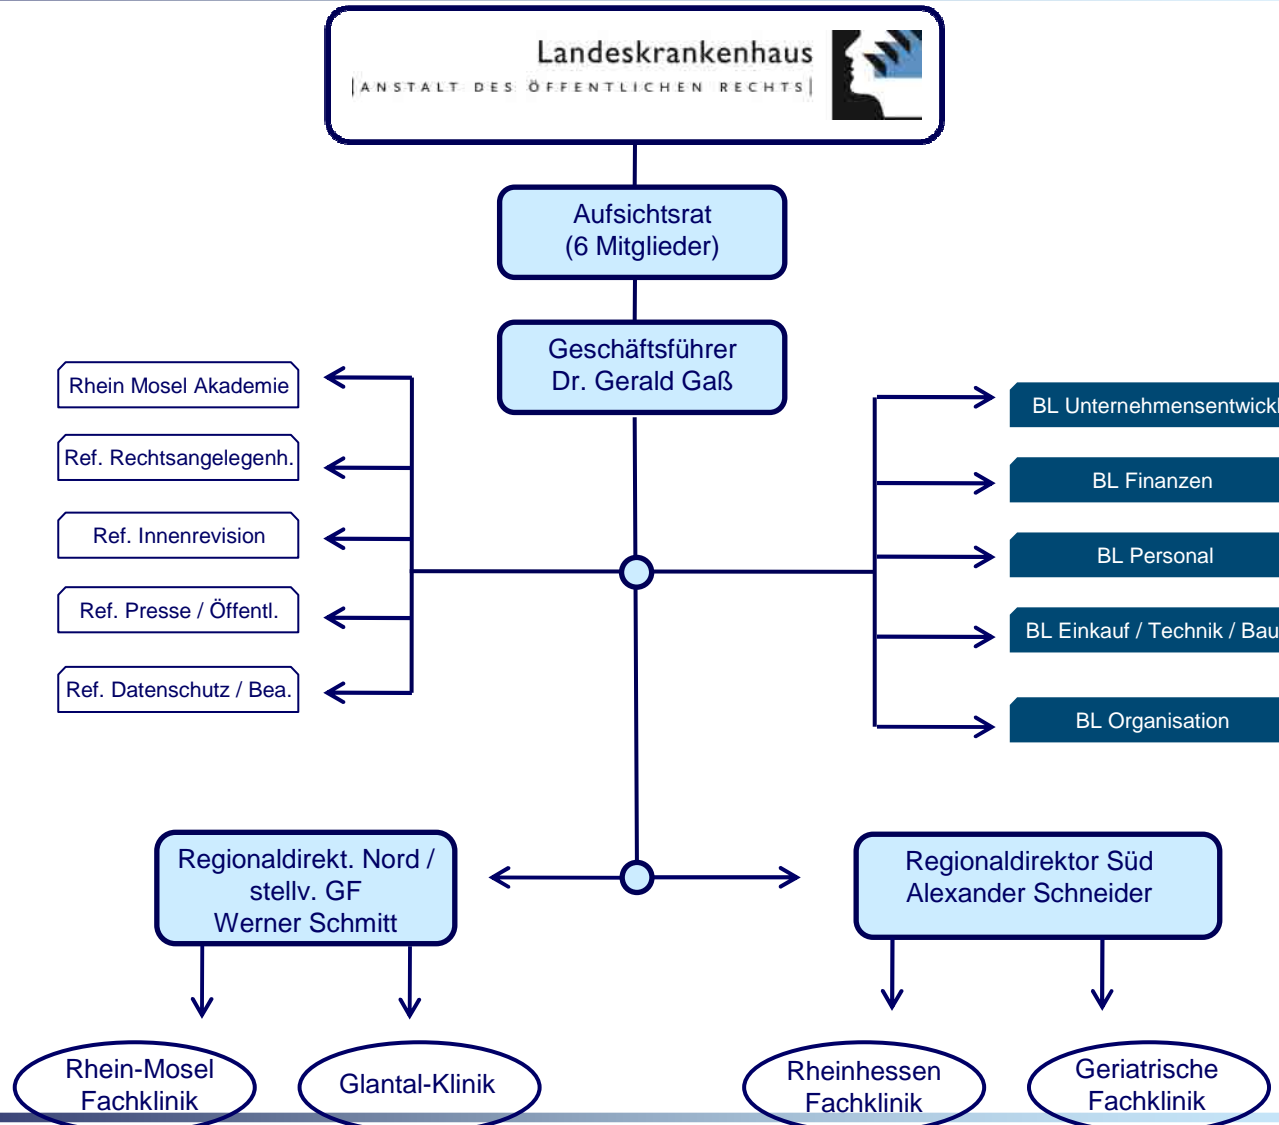 Landeskrankenhaus
|ANSTALT DES ÖFFENTLICHEN RECHTS|
Aufsichtsrat
(6 Mitglieder)
Geschäftsführer
Dr. Gerald Gaß
Rhein Mosel Akademie
Ref. Rechtsangelegenh.
Ref. Innenrevision
Ref. Presse / Öffentl.
Ref. Datenschutz / Bea.
BL Unternehmensentwickl
BL Finanzen
BL Personal
BL Einkauf / Technik / Bau
BL Organisation
Regionaldirekt. Nord /
stellv. GF
Werner Schmitt
Regionaldirektor Süd
Alexander Schneider
Rhein-Mosel
Fachklinik
Glantal-Klinik
Rheinhessen
Fachklinik
Geriatrische
Fachklinik